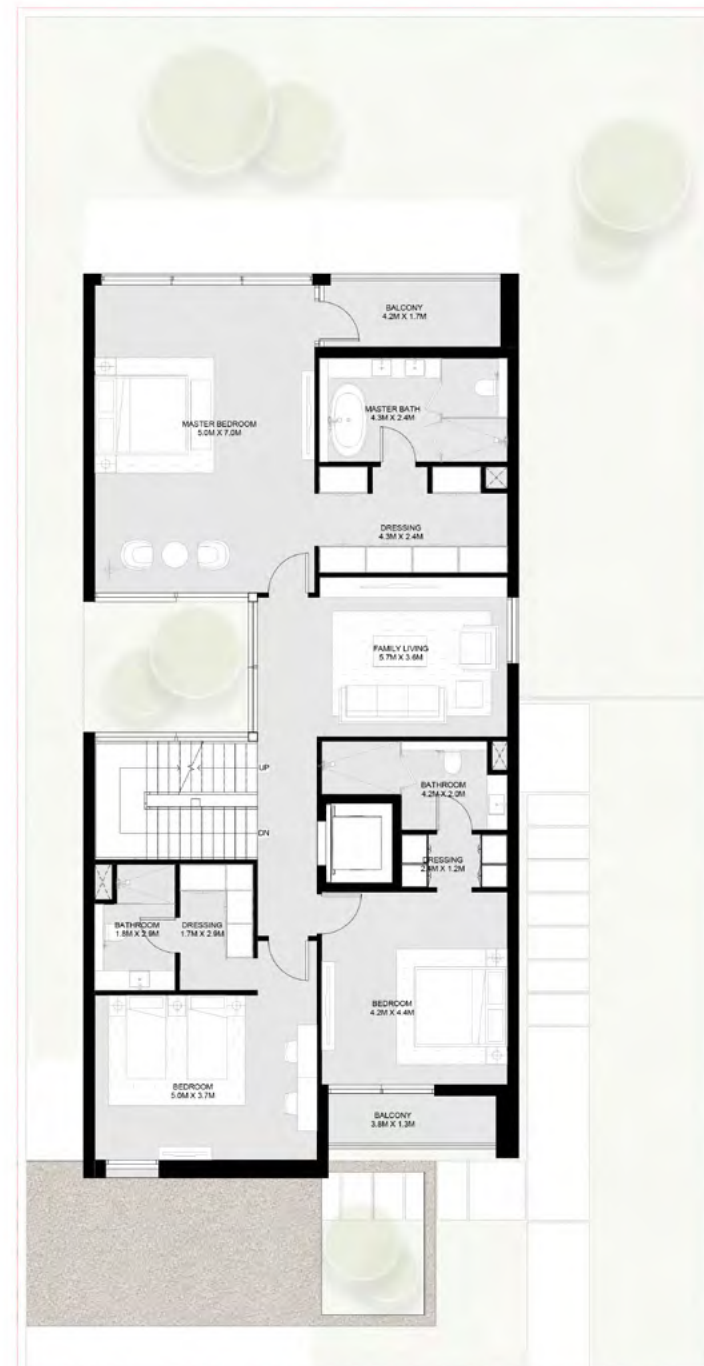 BALCONY
4.2M X 1.7M
MASTER BATH
4.3M X 2.4M
MASTER BEDROOM
5.0M X 7.0M
DRESSING
4.3M X 2.4M
FAMILY LIVING
5.7M X 3.6M
UP
BATHROOM
4.2M X 2.0M
DN
DRESSING
1.2M
BATHROOM
1.8M X 2.9M
DRESSING
1.7M X 2.9M
BEDROOM
4.2M X 4.4M
BEDROOM
5.0M X 3.7M
BALCONY
3.8M X 1.3M